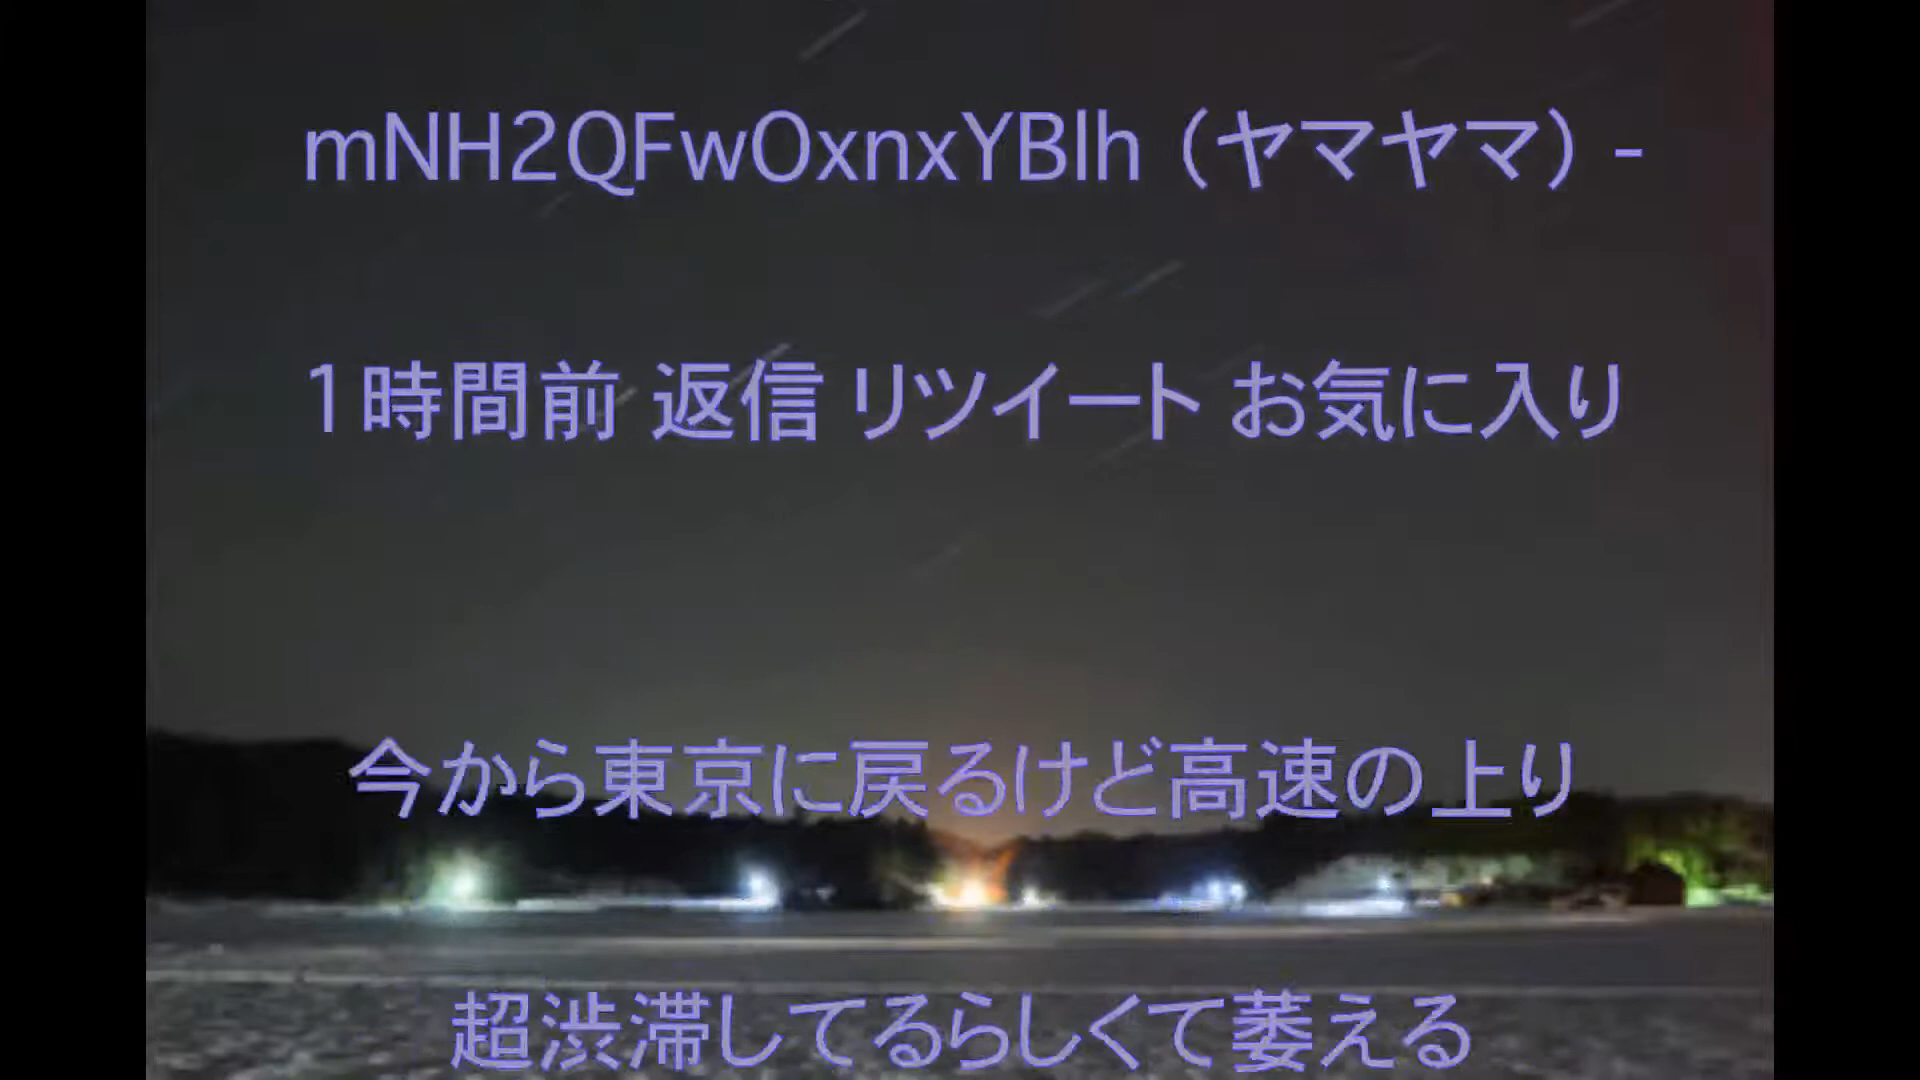 mNH2QFwOxnxYBlh（ヤマヤマ） -
1時間前 返信 リツイート お気に入り
今から東京に戻るけど高速の上り
超渋滞してるらしくて萎える